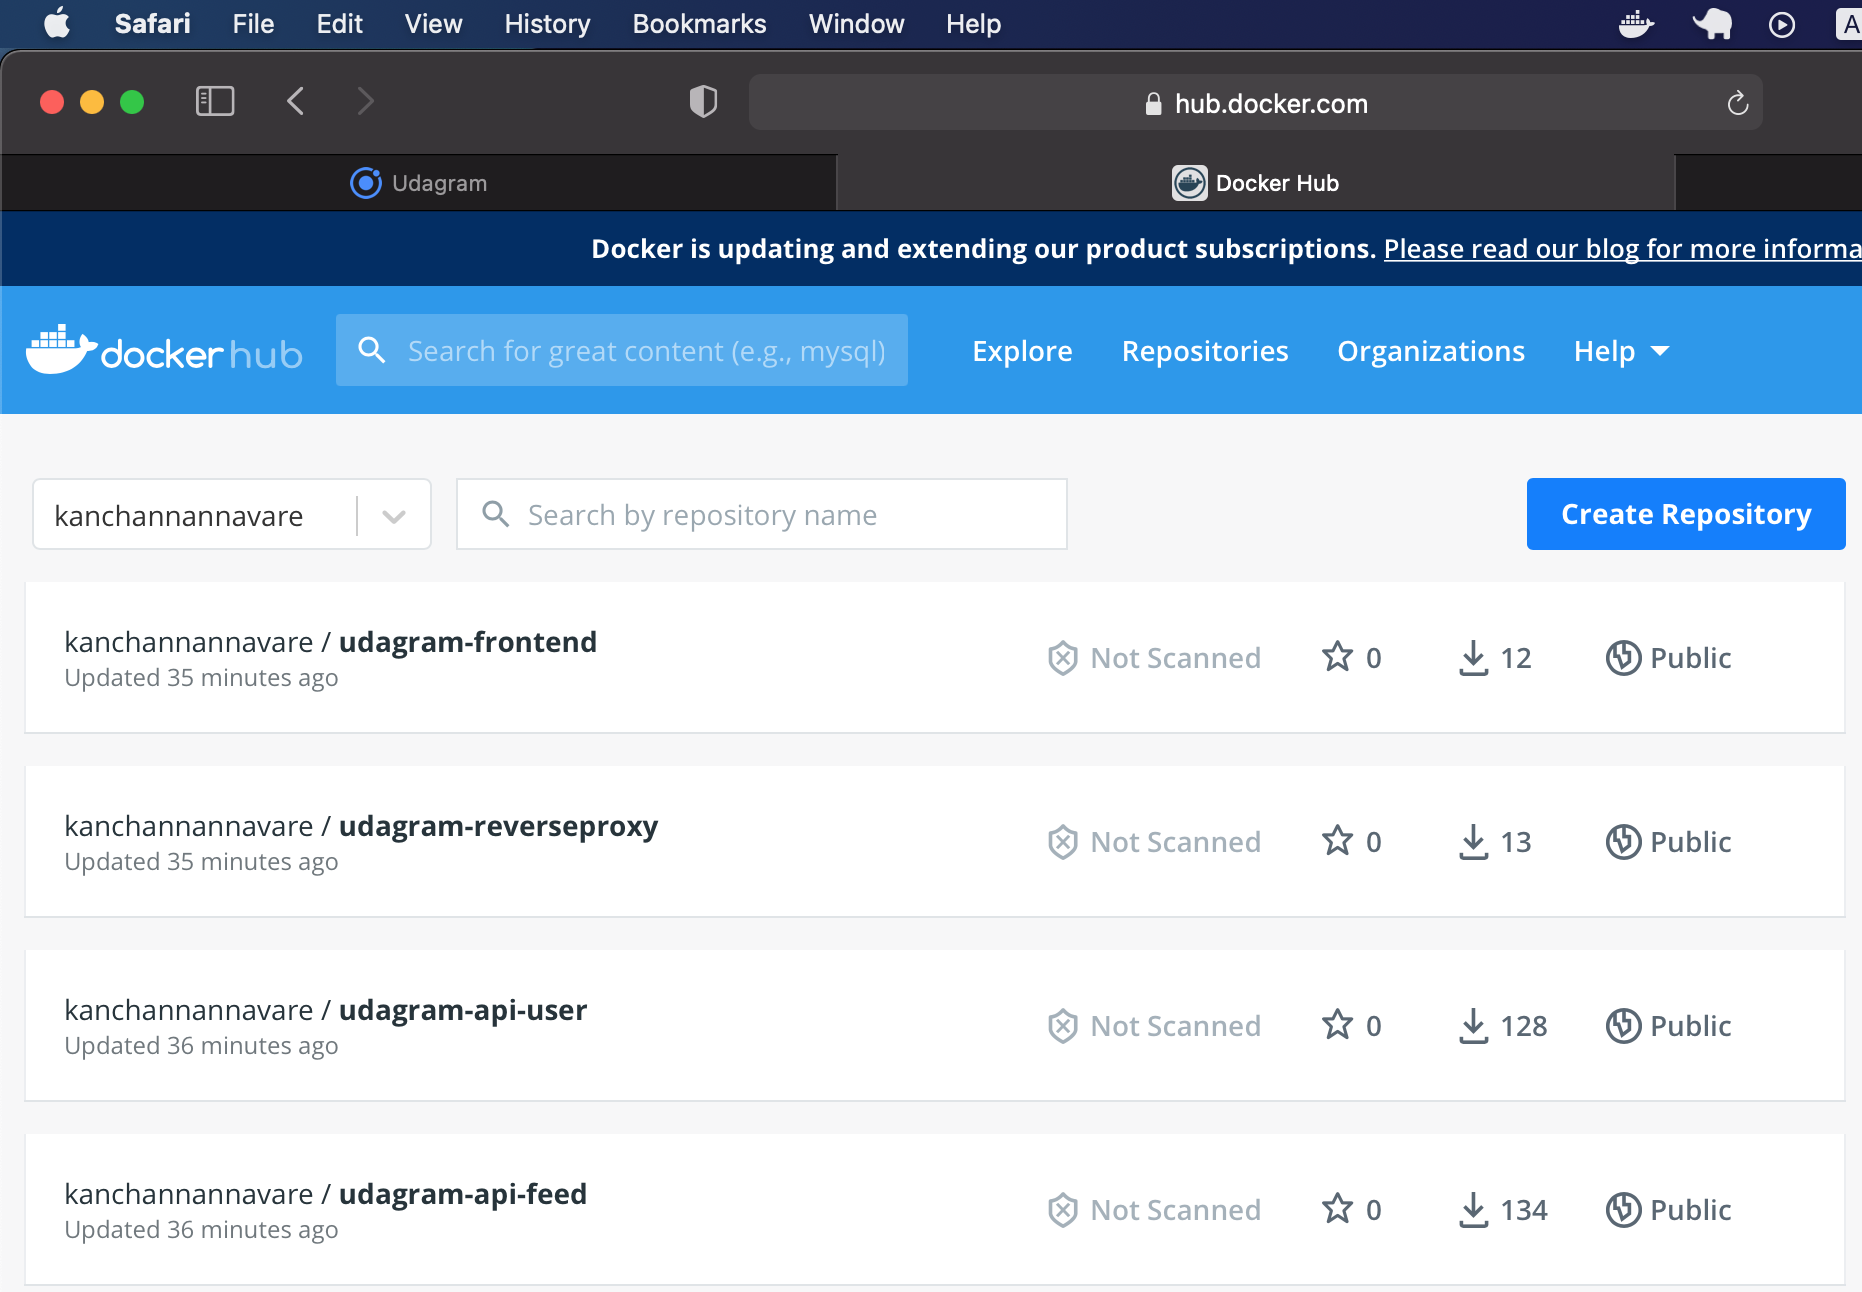 Safari File Edit View History Bookmarks Window Help A
hub.docker.com
Udagram Docker Hub
Docker is updating and extending our product subscriptions. Please read our blog for more informa
docker hub Search for great content (e.g., mysql) Explore Repositories Organizations Help
kanchannannavare Search by repository name Create Repository
kanchannannavare / udagram-frontend Not Scanned 0 12 Public
Updated 35 minutes ago
kanchannannavare / udagram-reverseproxy Not Scanned 0 13 Public
Updated 35 minutes ago
kanchannannavare / udagram-api-user Not Scanned 0 128 Public
Updated 36 minutes ago
kanchannannavare / udagram-api-feed Not Scanned 0 134 Public
Updated 36 minutes ago